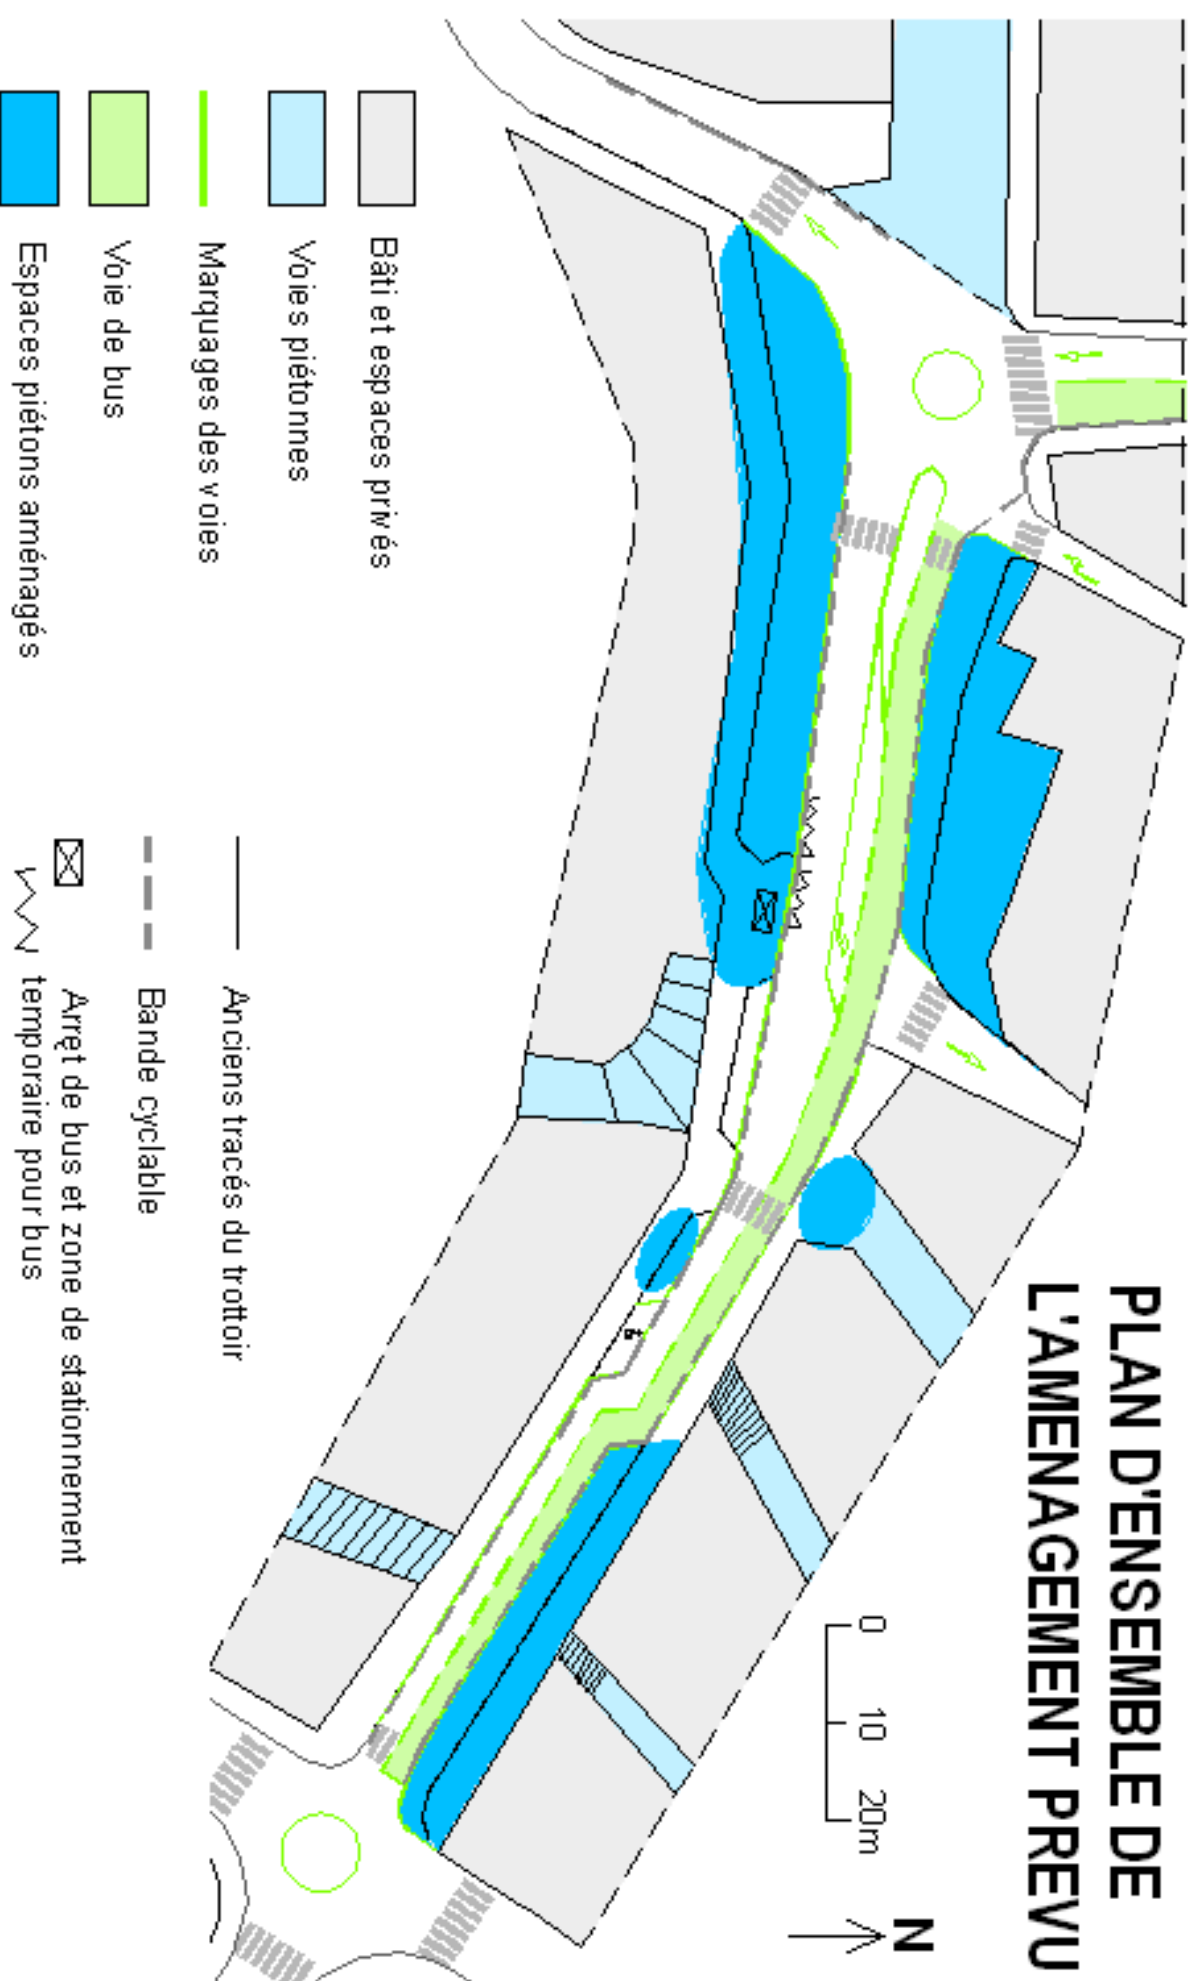 PLAN D'ENSEMBLE DE
L'AMENAGEMENT PREVU
0 10 20m
N
Bâti et espaces privés
Voies piétonnes
Marquages des voies
Voie de bus
Espaces piétons aménagés
Anciens tracés du trottoir
Bande cyclable
Arręt de bus et zone de stationnement
temporaire pour bus